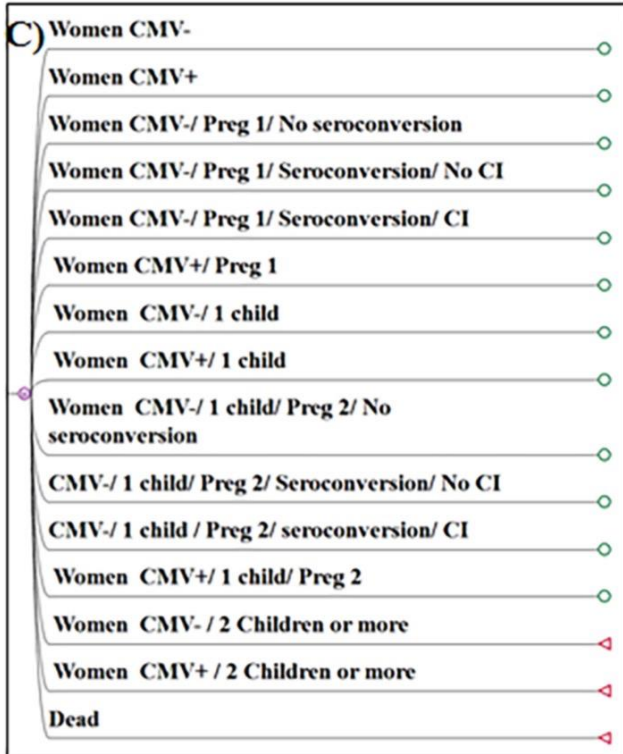 C)
Women CMV-
Women CMV+
Women CMV-/ Preg 1/ No seroconversion
Women CMV-/ Preg 1/ Seroconversion/ No CI
Women CMV-/ Preg 1/ Seroconversion/ CI
Women CMV+/ Preg 1
Women CMV-/ 1 child
Women CMV+/ 1 child
Women CMV-/ 1 child/ Preg 2/ No
seroconversion
CMV-/ 1 child/ Preg 2/ Seroconversion/ No CI
CMV-/ 1 child / Preg 2/ seroconversion/ CI
Women CMV+/ 1 child/ Preg 2
Women CMV- / 2 Children or more
Women CMV+ / 2 Children or more
Dead